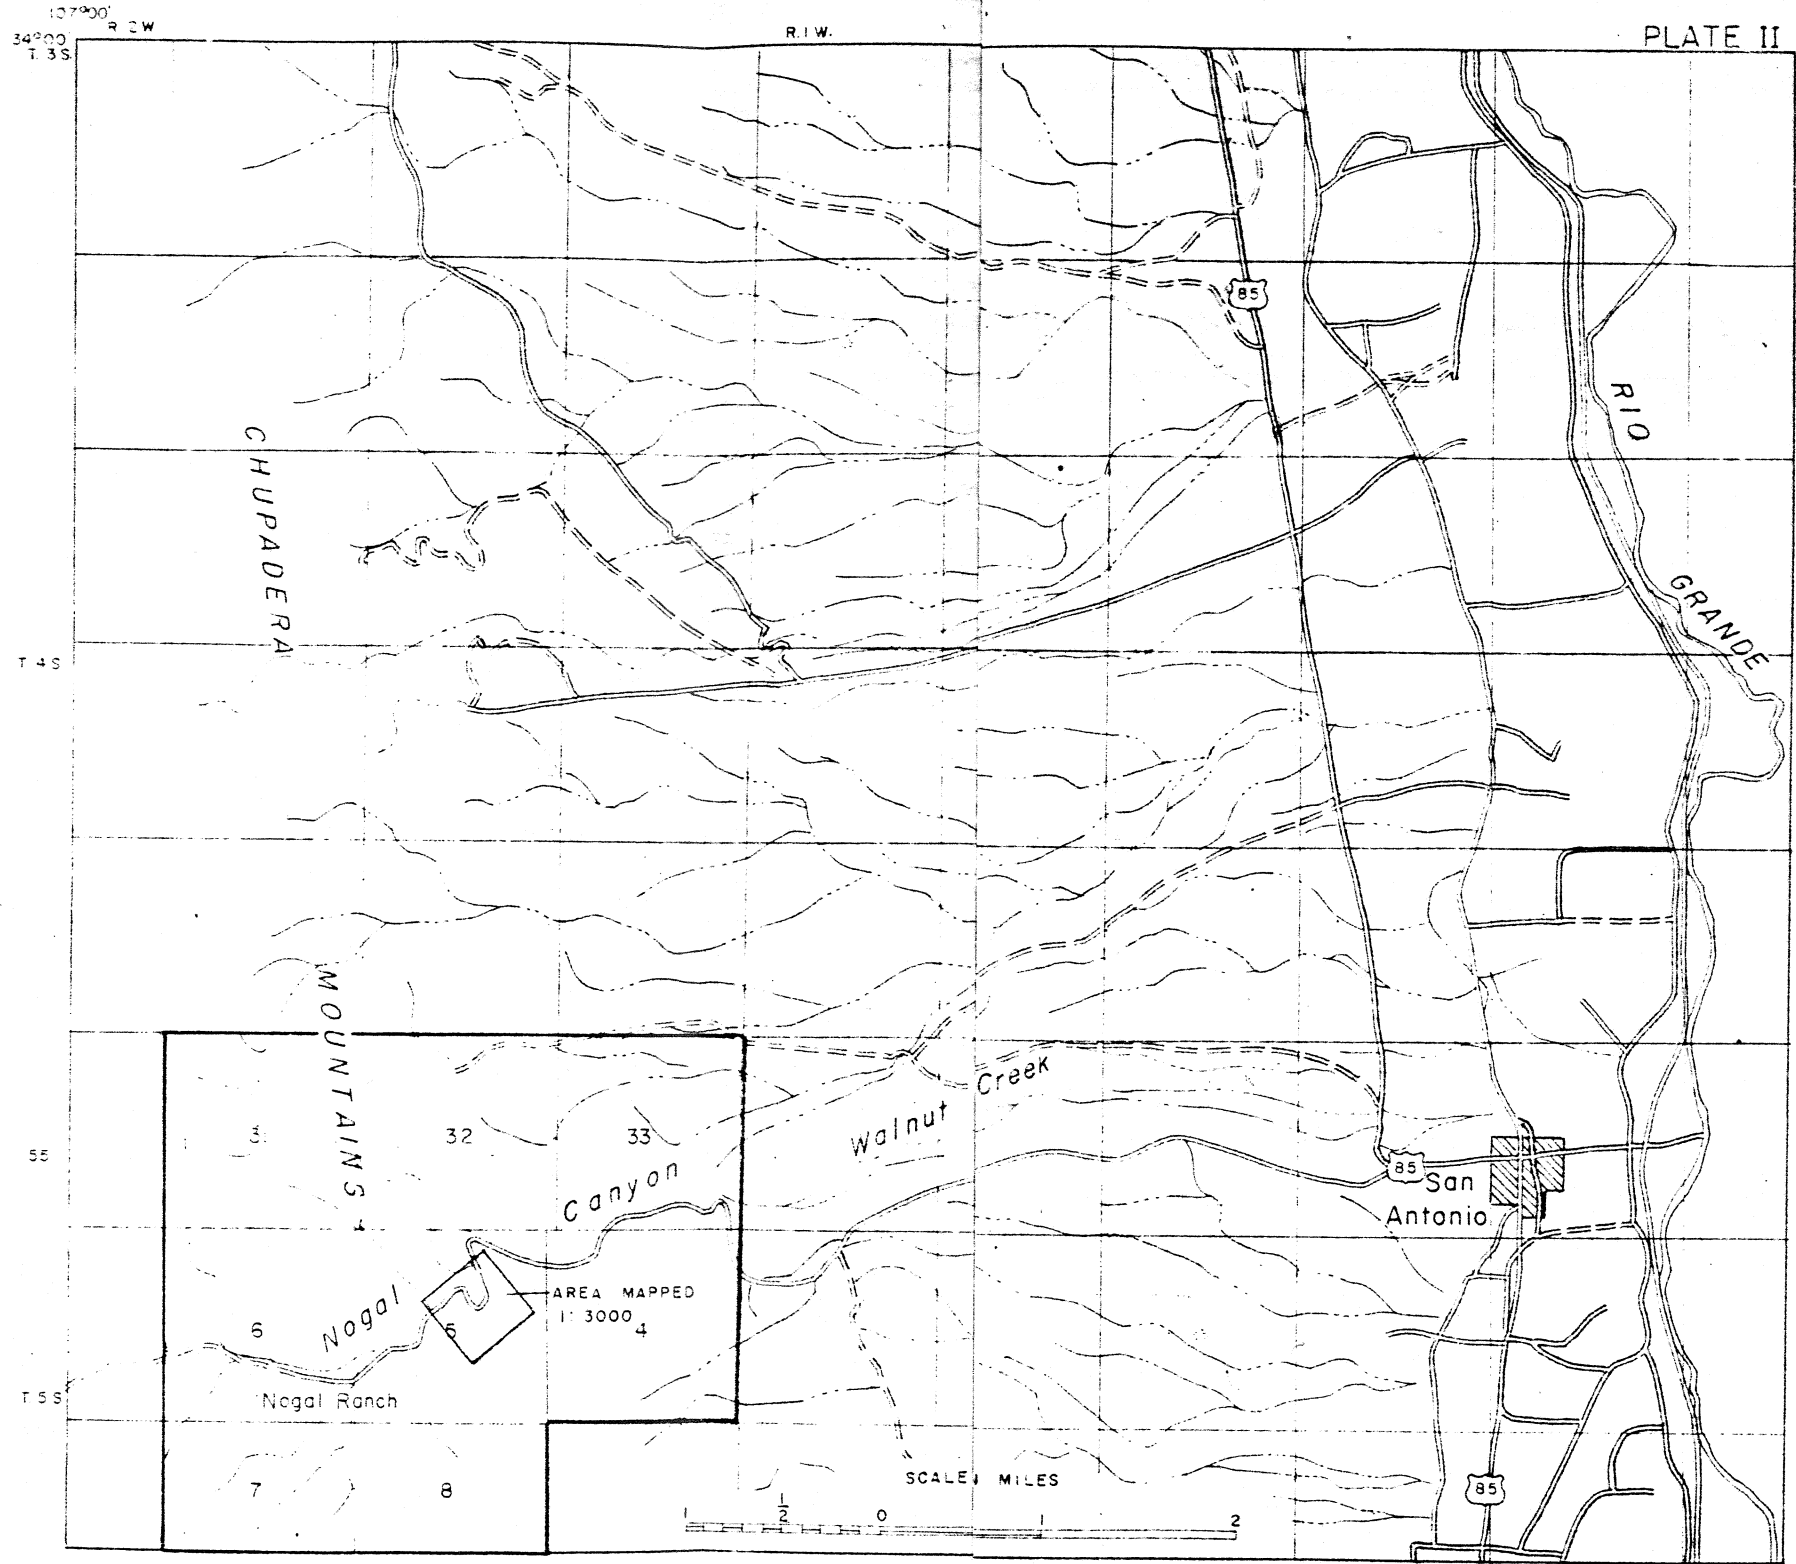 107°00'
R 2 W
R. I W.
PLATE II
34°00'
T. 3 S.
85
RIO
CHUPADERA
GRANDE
T 4 S
MOUNTAINS
Creek
Walnut
3
32
33
55
85
San
Canyon
Antonio
AREA MAPPED
1: 3000
Nogal
6
5
4
T 5 S
Nogal Ranch
SCALE IN MILES
7
8
85
1
1/2
0
1
2